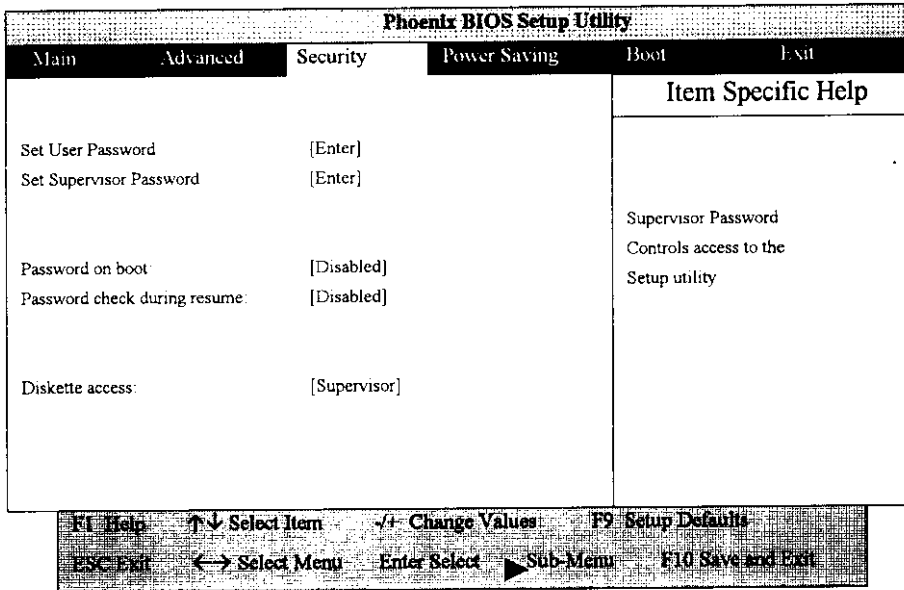 Phoenix BIOS Setup Utility
Main Advanced Security Power Saving Boot Exit
Item Specific Help
Set User Password [Enter]
Set Supervisor Password [Enter]
Supervisor Password
Controls access to the
Setup utility
Password on boot: [Disabled]
Password check during resume: [Disabled]
Diskette access: [Supervisor]
F1 Help ↑↓ Select Item -/+ Change Values F9 Setup Defaults
ESC Exit ←→ Select Menu Enter Select ▶Sub-Menu F10 Save and Exit